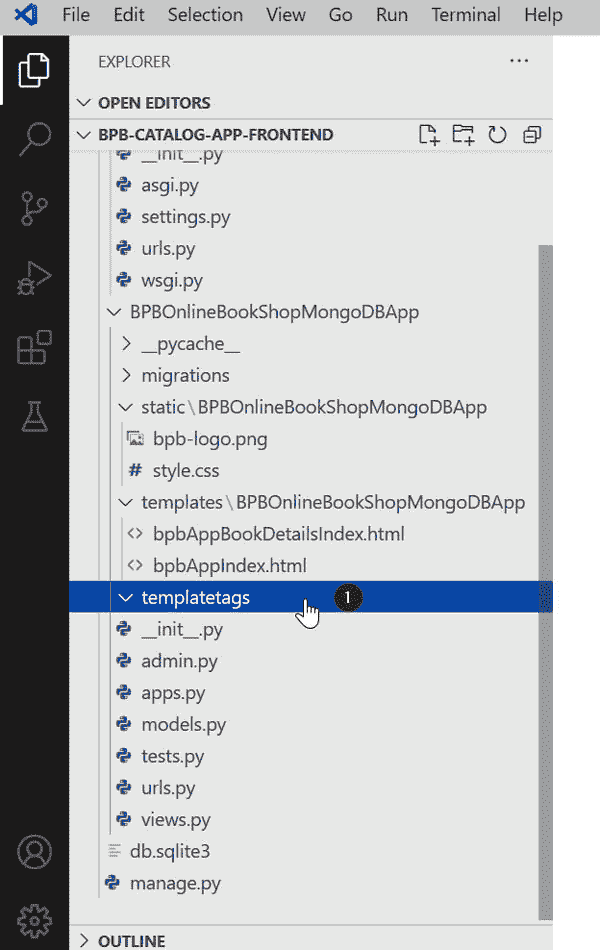 File Edit Selection View Go Run Terminal Help
EXPLORER ...
OPEN EDITORS
BPB-CATALOG-APP-FRONTEND
__init__.py
asgi.py
settings.py
urls.py
wsgi.py
BPBOnlineBookShopMongoDBApp
__pycache__
migrations
static\BPBOnlineBookShopMongoDBApp
bpb-logo.png
# style.css
templates\BPBOnlineBookShopMongoDBApp
<> bpbAppBookDetailsIndex.html
<> bpbAppIndex.html
templatetags 1
__init__.py
admin.py
apps.py
models.py
tests.py
urls.py
views.py
db.sqlite3
manage.py
OUTLINE